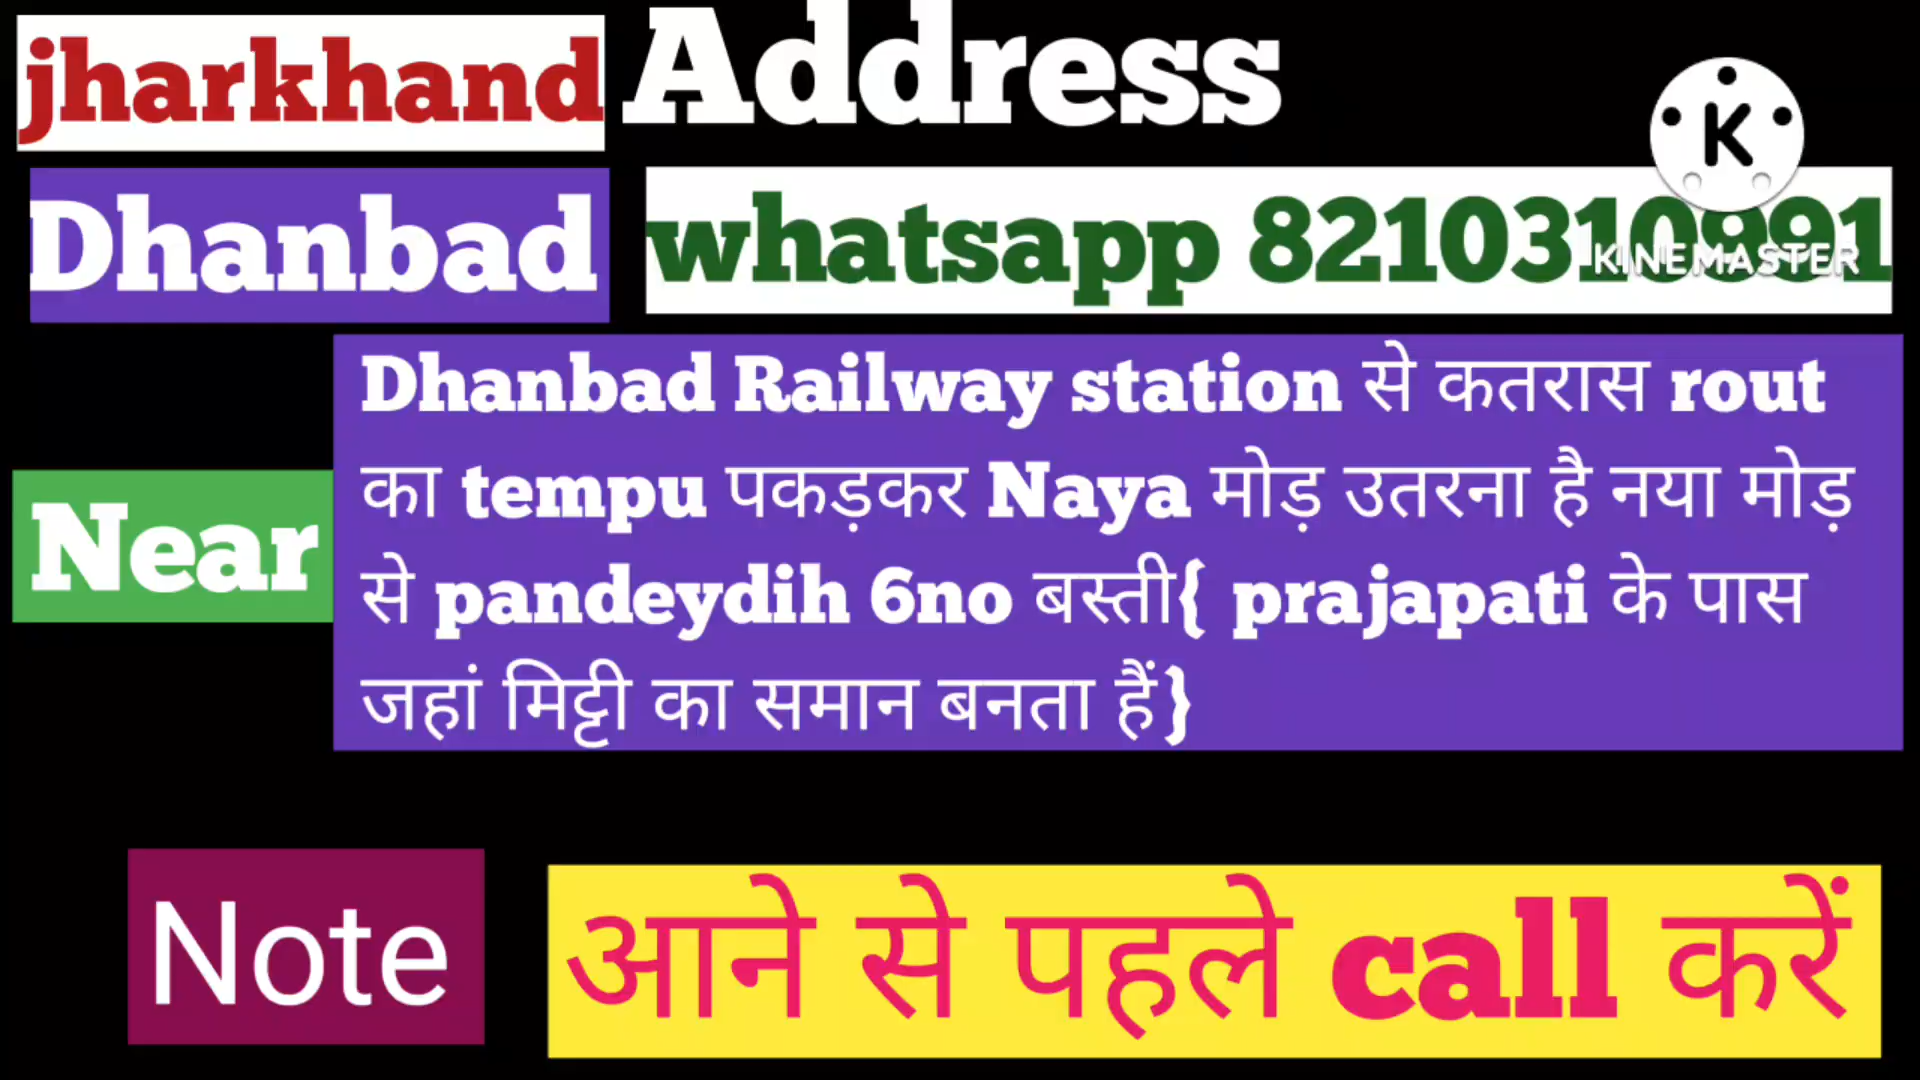 jharkhand Address
Dhanbad whatsapp 8210310991
K
KINEMASTER
Dhanbad Railway station से कतरास rout
का tempu पकड़कर Naya मोड़ उतरना है नया मोड़
Near
से pandeydih 6no बस्ती{ prajapati के पास
जहां मिट्टी का समान बनता हैं}
Note आने से पहले call करें